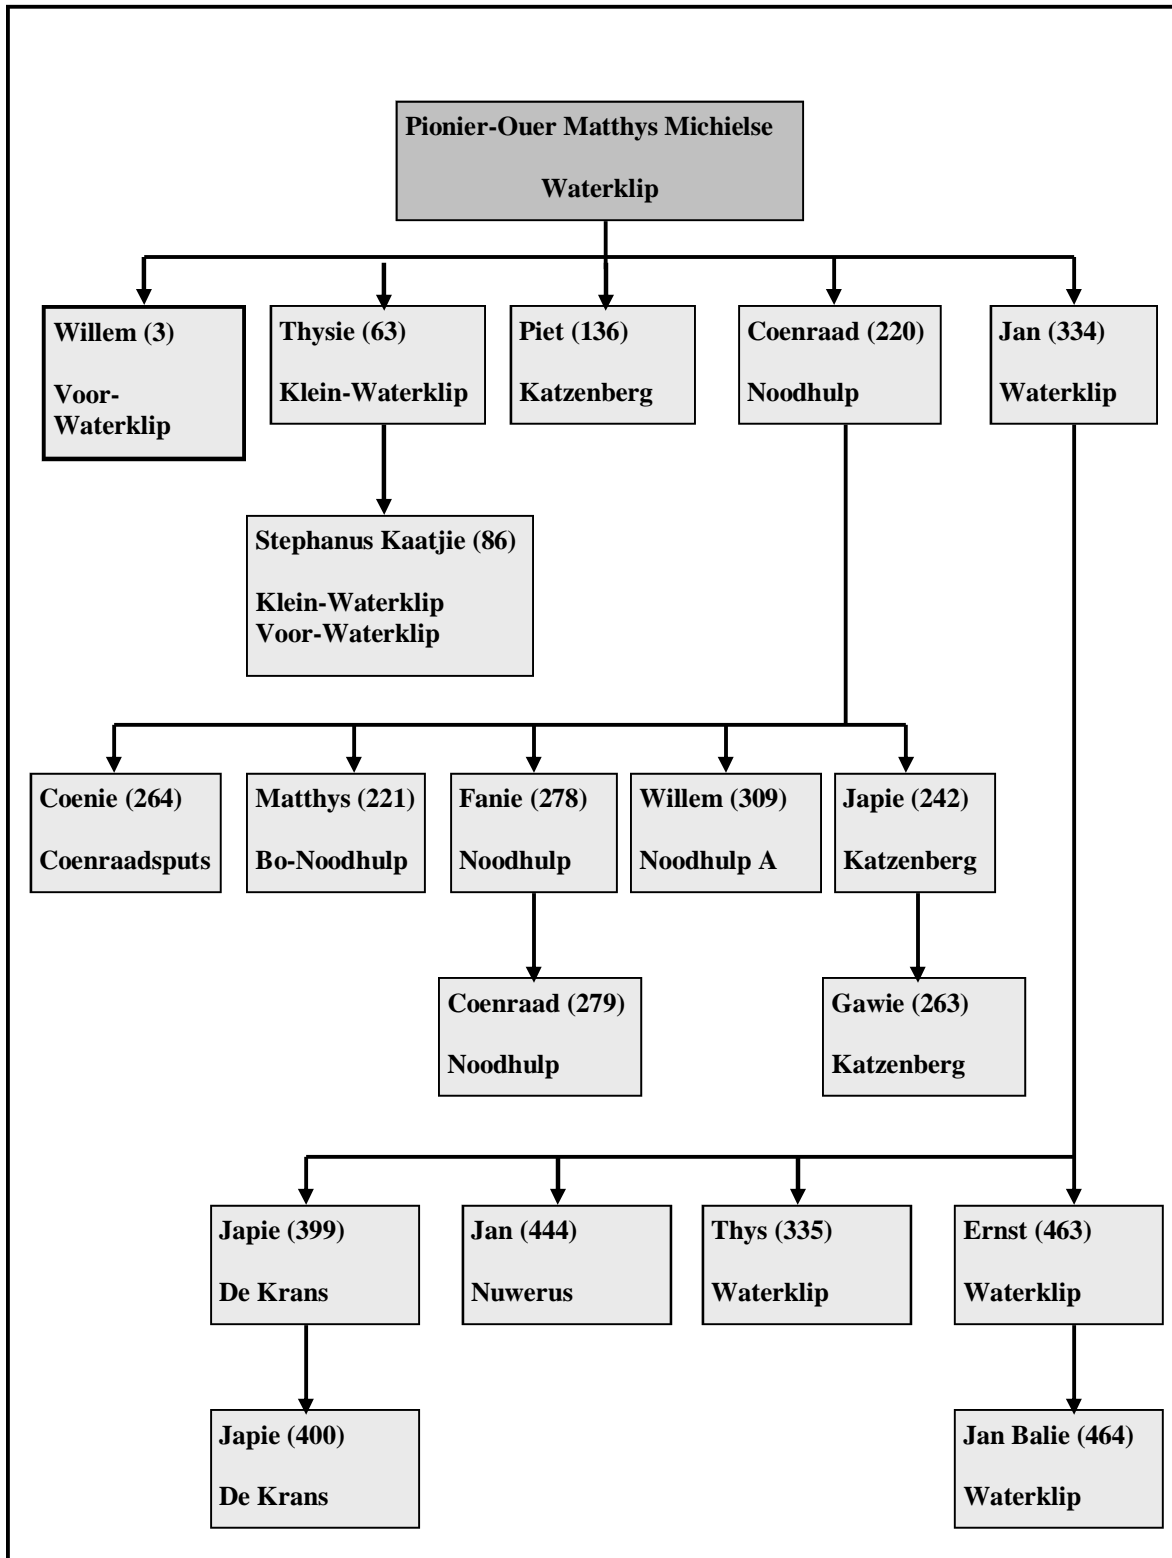 Pionier-Ouer Matthys Michielse
Waterklip
Willem (3)
Voor-
Waterklip
Thysie (63)
Klein-Waterklip
Piet (136)
Katzenberg
Coenraad (220)
Noodhulp
Jan (334)
Waterklip
Stephanus Kaatjie (86)
Klein-Waterklip
Voor-Waterklip
Coenie (264)
Coenraadsputs
Matthys (221)
Bo-Noodhulp
Fanie (278)
Noodhulp
Willem (309)
Noodhulp A
Japie (242)
Katzenberg
Coenraad (279)
Noodhulp
Gawie (263)
Katzenberg
Japie (399)
De Krans
Jan (444)
Nuwerus
Thys (335)
Waterklip
Ernst (463)
Waterklip
Japie (400)
De Krans
Jan Balie (464)
Waterklip